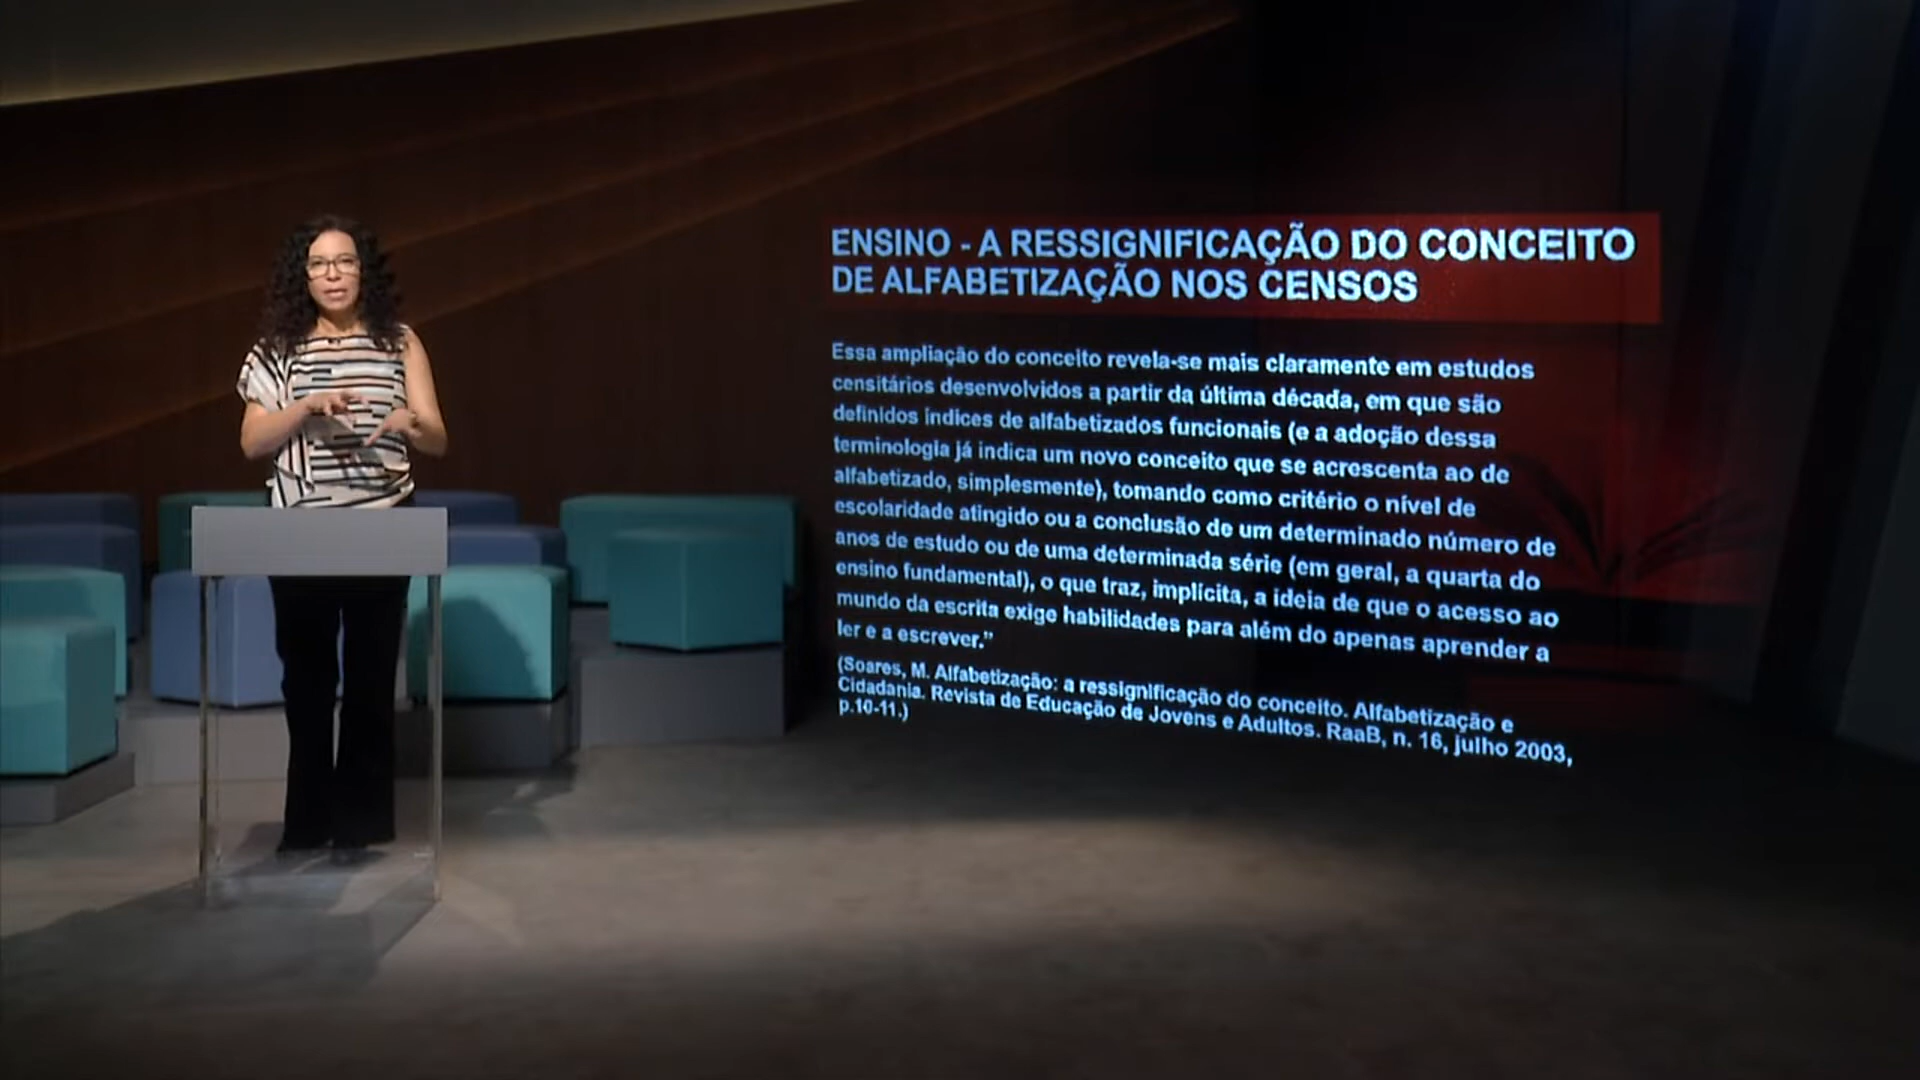 ENSINO - A RESSIGNIFICAÇÃO DO CONCEITO
DE ALFABETIZAÇÃO NOS CENSOS
Essa ampliação do conceito revela-se mais claramente em estudos
censitários desenvolvidos a partir da última década, em que são
definidos índices de alfabetizados funcionais (e a adoção dessa
terminologia já indica um novo conceito que se acrescenta ao de
alfabetizado, simplesmente), tomando como critério o nível de
escolaridade atingido ou a conclusão de um determinado número de
anos de estudo ou de uma determinada série (em geral, a quarta do
ensino fundamental), o que traz, implícita, a ideia de que o acesso ao
mundo da escrita exige habilidades para além do apenas aprender a
ler e a escrever.”
(Soares, M. Alfabetização: a ressignificação do conceito. Alfabetização e
Cidadania. Revista de Educação de Jovens e Adultos. RaaB, n. 16, julho 2003,
p.10-11.)